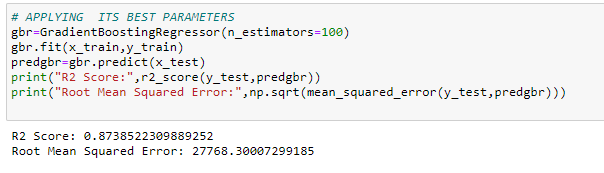 # APPLYING  ITS BEST PARAMETERS
gbr=GradientBoostingRegressor(n_estimators=100)
gbr.fit(x_train,y_train)
predgbr=gbr.predict(x_test)
print("R2 Score:",r2_score(y_test,predgbr))
print("Root Mean Squared Error:",np.sqrt(mean_squared_error(y_test,predgbr)))
R2 Score: 0.8738522309889252
Root Mean Squared Error: 27768.30007299185